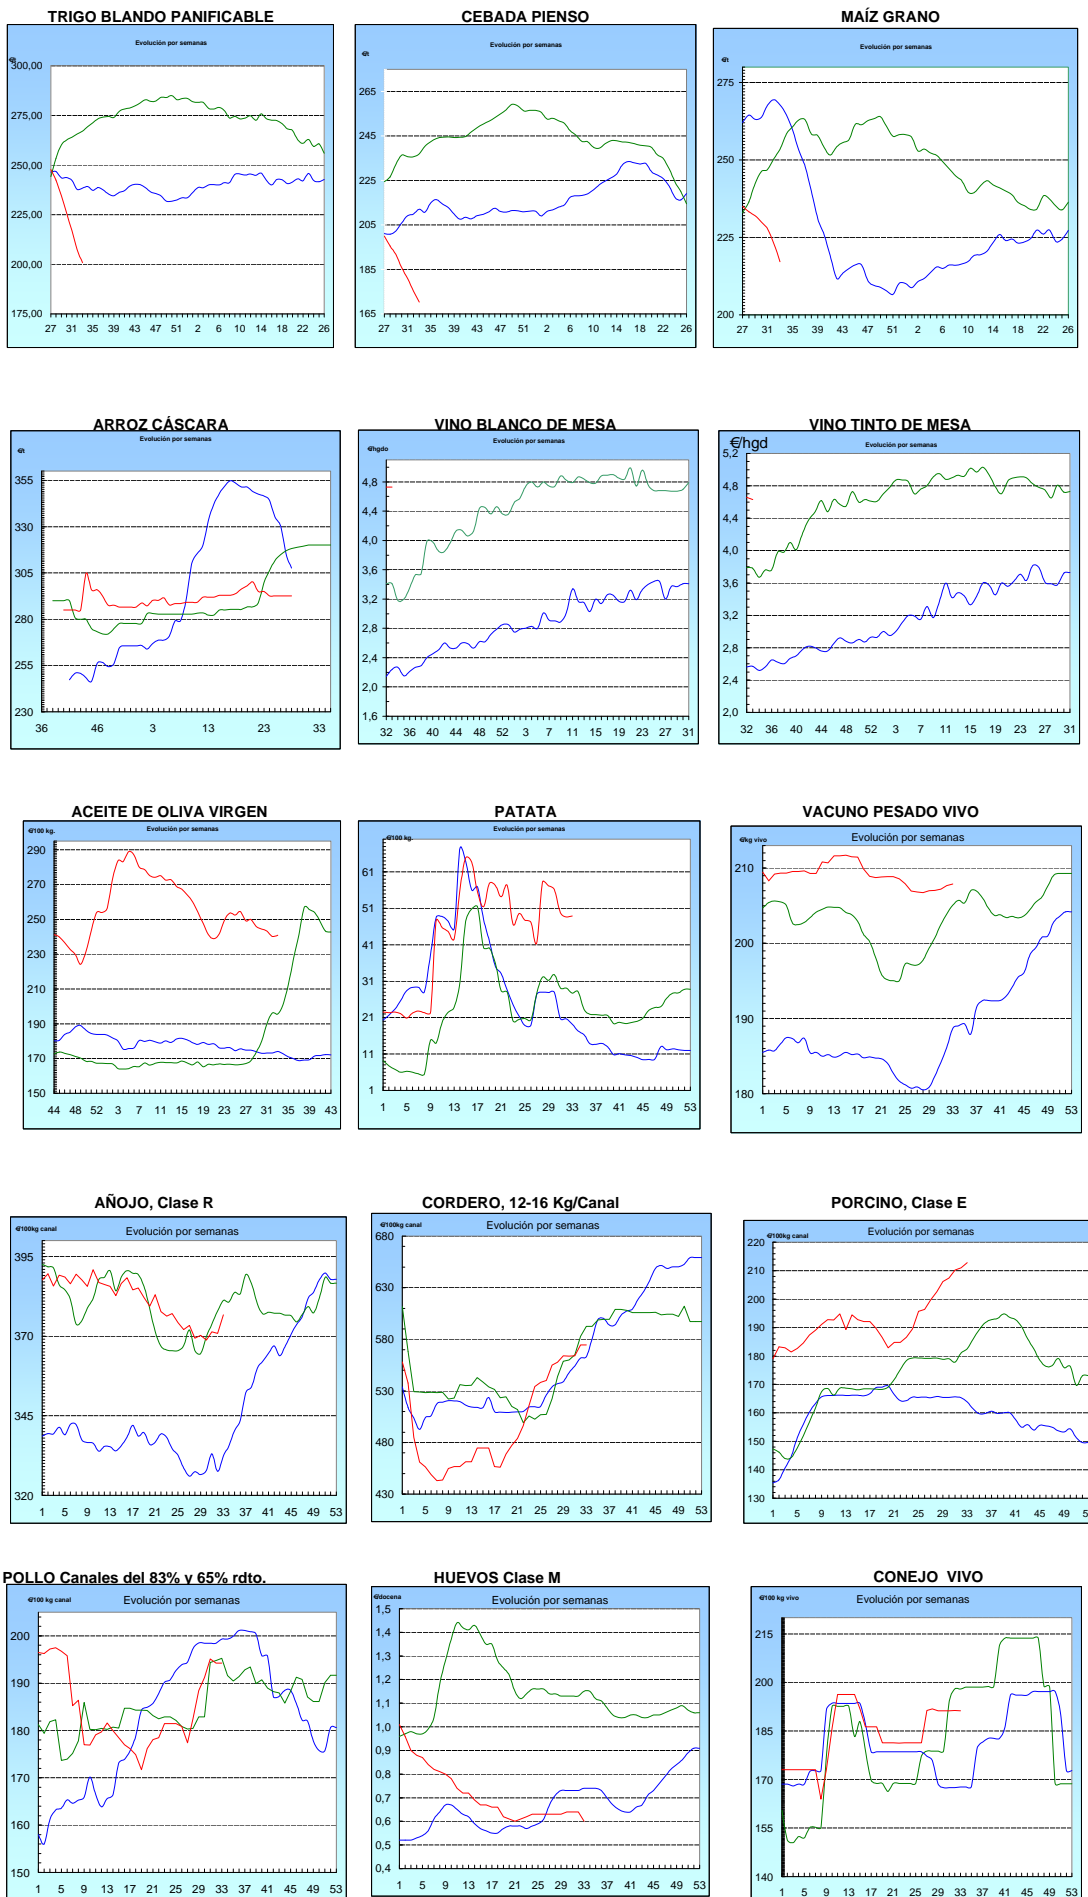 TRIGO BLANDO PANIFICABLE
Evolución por semanas
€/t
300,00
275,00
250,00
225,00
200,00
175,00
27 31 35 39 43 47 51 2 6 10 14 18 22 26
CEBADA PIENSO
Evolución por semanas
€/t
265
245
225
205
185
165
27 31 35 39 43 47 51 2 6 10 14 18 22 26
MAÍZ GRANO
Evolución por semanas
€/t
275
250
225
200
27 31 35 39 43 47 51 2 6 10 14 18 22 26
ARROZ CÁSCARA
Evolución por semanas
€/t
355
330
305
280
255
230
36 46 3 13 23 33
VINO BLANCO DE MESA
Evolución por semanas
€/hgdo
4,8
4,4
4,0
3,6
3,2
2,8
2,4
2,0
1,6
32 36 40 44 48 52 3 7 11 15 19 23 27 31
VINO TINTO DE MESA
Evolución por semanas
€/hgd
5,2
4,8
4,4
4,0
3,6
3,2
2,8
2,4
2,0
32 36 40 44 48 52 3 7 11 15 19 23 27 31
ACEITE DE OLIVA VIRGEN
Evolución por semanas
€/100 kg.
290
270
250
230
210
190
170
150
44 48 52 3 7 11 15 19 23 27 31 35 39 43
PATATA
Evolución por semanas
€/100 kg.
61
51
41
31
21
11
1
1 5 9 13 17 21 25 29 33 37 41 45 49 53
VACUNO PESADO VIVO
Evolución por semanas
€/kg vivo
210
200
190
180
1 5 9 13 17 21 25 29 33 37 41 45 49 53
AÑOJO, Clase R
Evolución por semanas
€/100kg canal
395
370
345
320
1 5 9 13 17 21 25 29 33 37 41 45 49 53
CORDERO, 12-16 Kg/Canal
Evolución por semanas
€/100kg canal
680
630
580
530
480
430
1 5 9 13 17 21 25 29 33 37 41 45 49 53
PORCINO, Clase E
Evolución por semanas
€/100kg canal
220
210
200
190
180
170
160
150
140
130
1 5 9 13 17 21 25 29 33 37 41 45 49
POLLO Canales del 83% y 65% rdto.
Evolución por semanas
€/100 kg canal
200
190
180
170
160
150
1 5 9 13 17 21 25 29 33 37 41 45 49 53
HUEVOS Clase M
Evolución por semanas
€/docena
1,5
1,4
1,3
1,2
1,1
1,0
0,9
0,8
0,7
0,6
0,5
0,4
1 5 9 13 17 21 25 29 33 37 41 45 49 53
CONEJO VIVO
Evolución por semanas
€/100 kg vivo
215
200
185
170
155
140
1 5 9 13 17 21 25 29 33 37 41 45 49 53